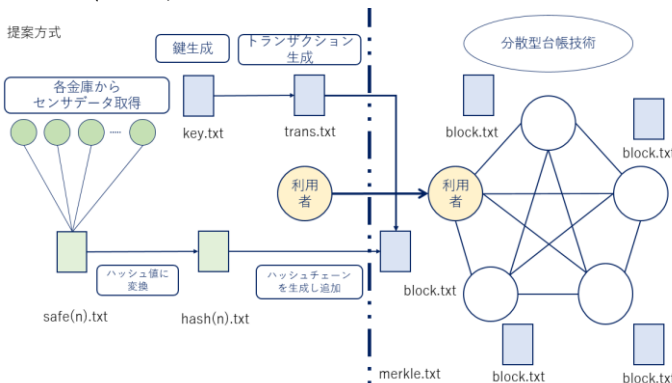 提案方式
鍵生成
トランザクション
生成
分散型台帳技術
各金庫から
センサデータ取得
key.txt
trans.txt
block.txt
block.txt
利用
者
利用
者
ハッシュ値に
変換
ハッシュチェーン
を生成し追加
block.txt
safe(n).txt
hash(n).txt
merkle.txt
block.txt
block.txt